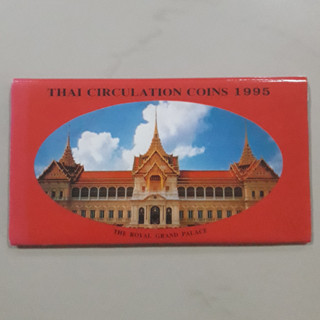 THAI CIRCULATION COINS 1995
THE ROYAL GRAND PALACE